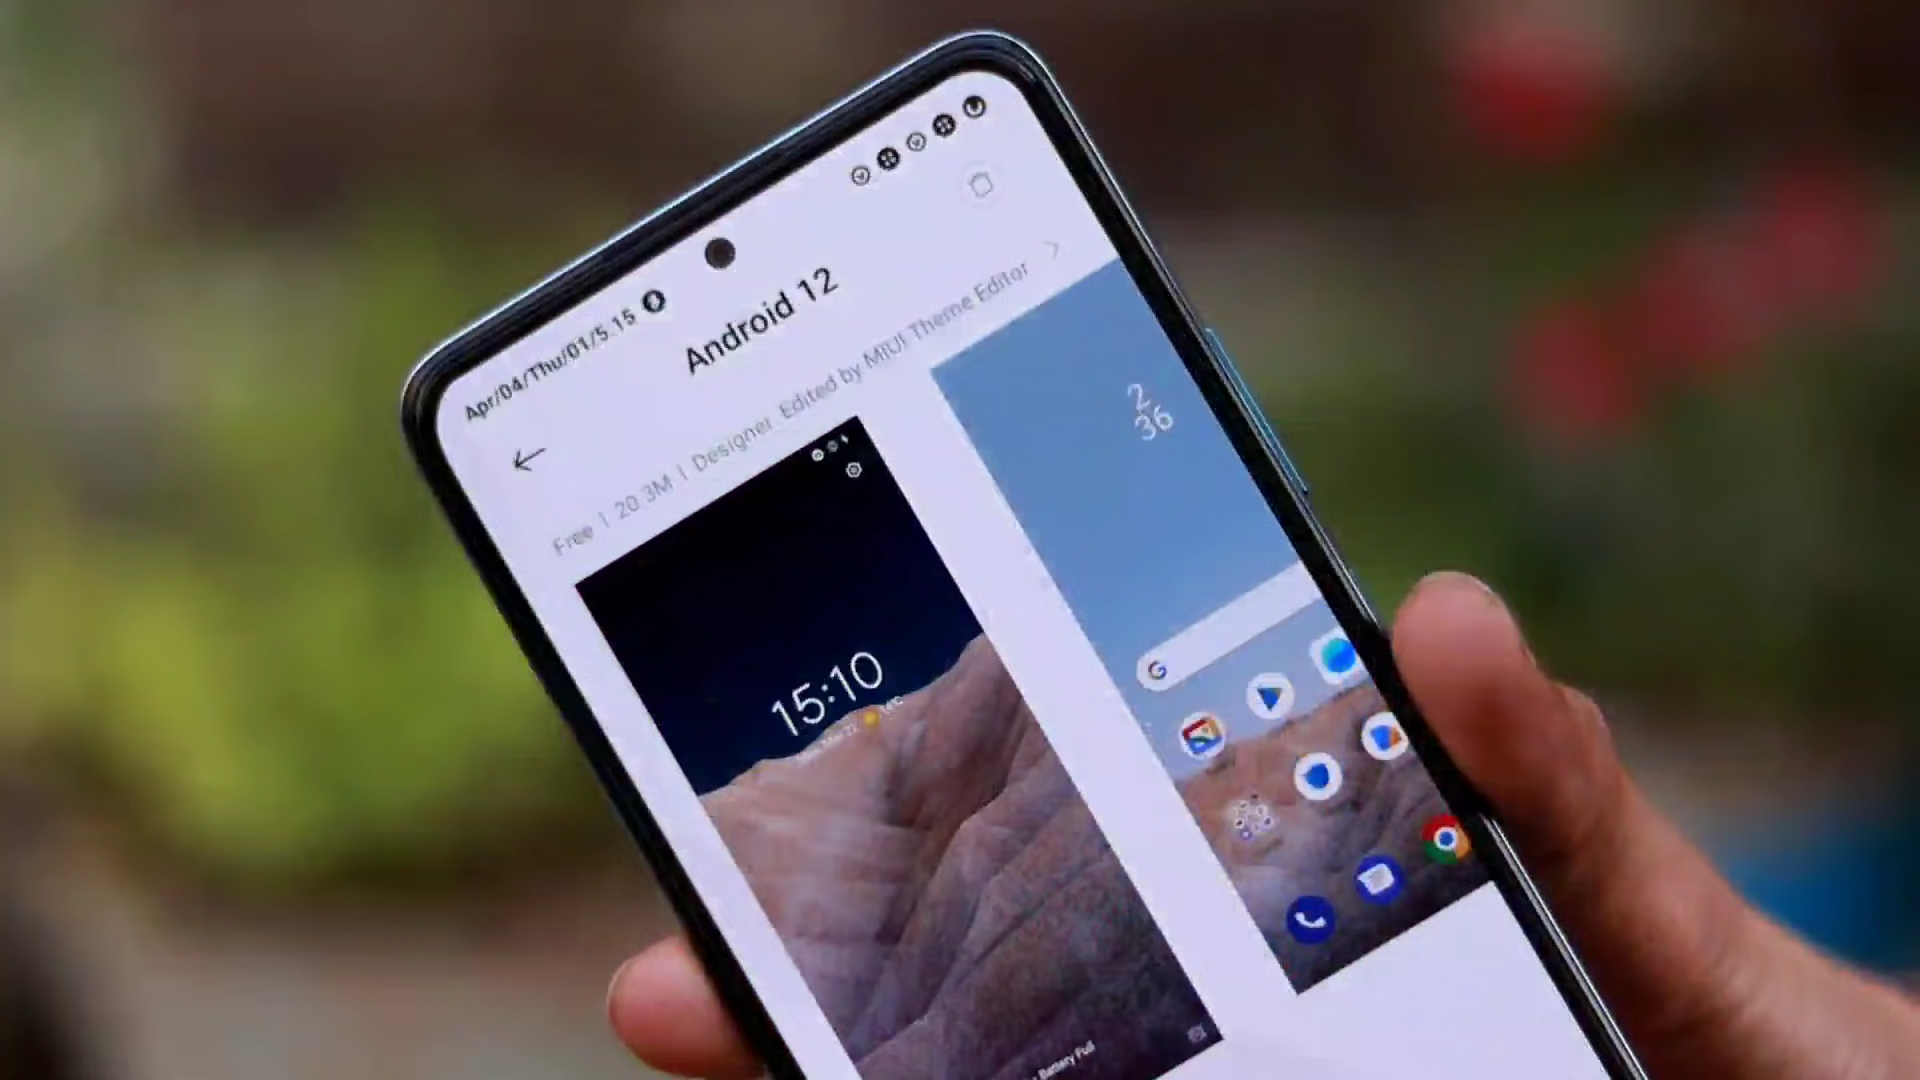 Apr/04/Thu/01/5.15
Android 12
Free | 20.3M | Designer. Edited by MIUI Theme Editor
15:10
2
36
G
Battery Full